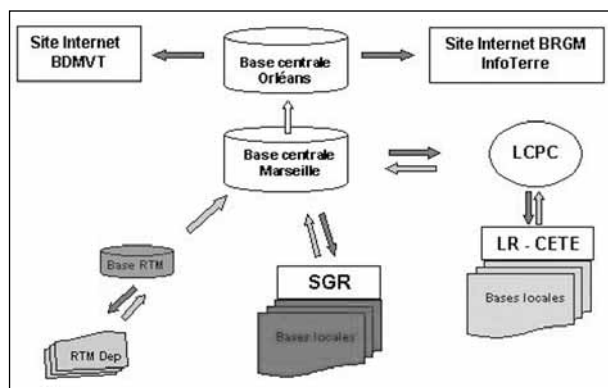 Site Internet
BDMVT
Base centrale
Orléans
Site Internet BRGM
InfoTerre
Base centrale
Marseille
LCPC
Base RTM
SGR
LR - CETE
Bases locales
Bases locales
RTM Dep